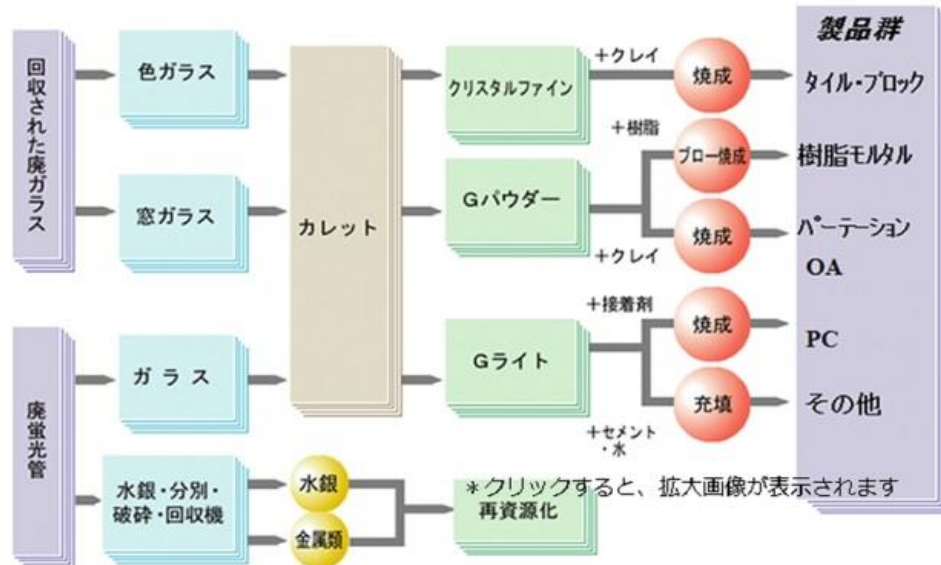 回収された廃ガラス
色ガラス
窓ガラス
カレット
クリスタルファイン
Gパウダー
Gライト
+クレイ
焼成
+樹脂
ブロー焼成
焼成
+クレイ
+接着剤
焼成
充填
+セメント
・水
製品群
タイル・ブロック
樹脂モルタル
パーテーション
OA
PC
その他
廃蛍光管
ガラス
水銀・分別・
破砕・回収機
水銀
金属類
再資源化
*クリックすると、拡大画像が表示されます